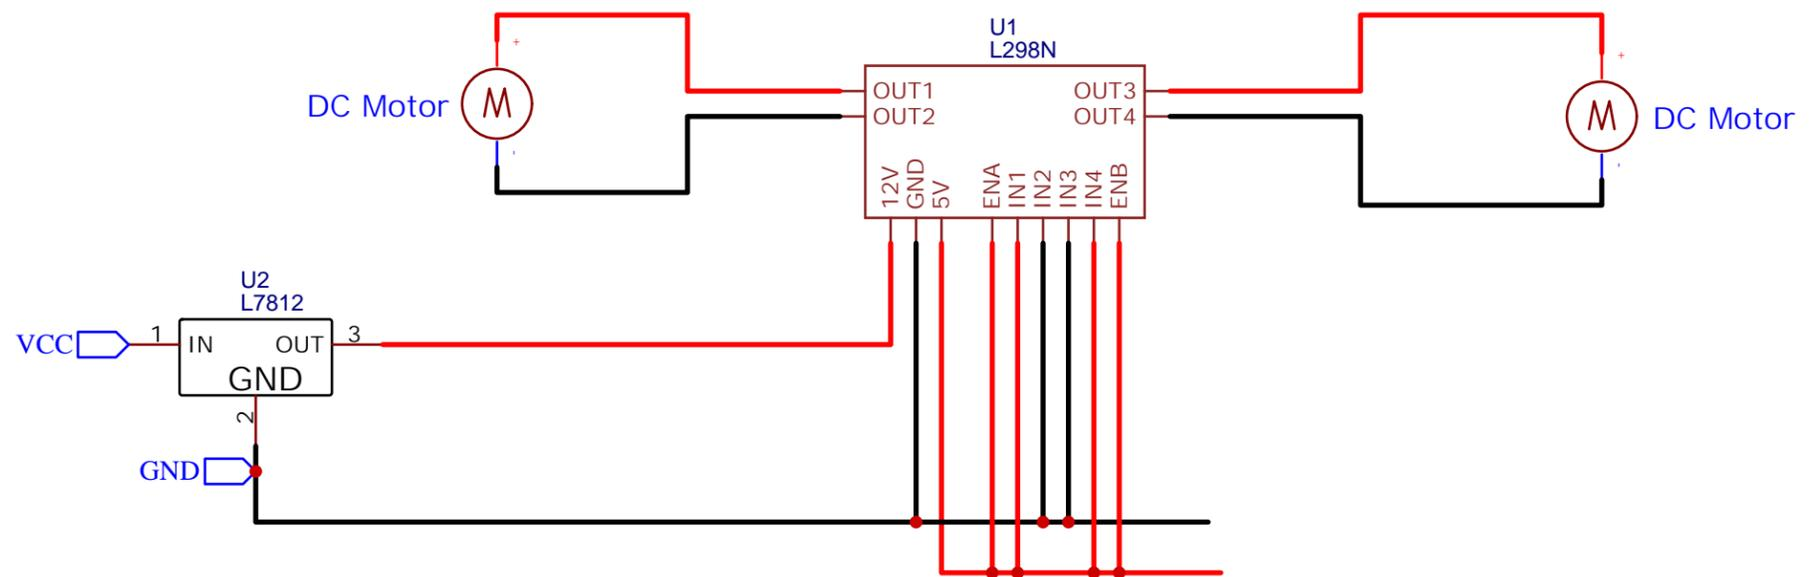 U1
L298N
+
+
OUT1
OUT3
DC Motor
M
OUT2
OUT4
M
DC Motor
-
-
12V
GND
5V
ENA
IN1
IN2
IN3
IN4
ENB
U2
L7812
VCC
1
IN
OUT
3
GND
2
GND